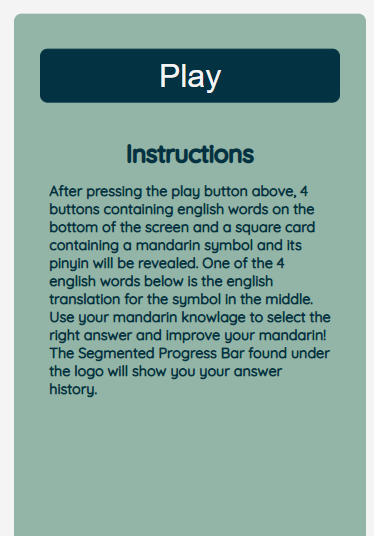 Play
Instructions
After pressing the play button above, 4
buttons containing english words on the
bottom of the screen and a square card
containing a mandarin symbol and its
pinyin will be revealed. One of the 4
english words below is the english
translation for the symbol in the middle.
Use your mandarin knowlage to select the
right answer and improve your mandarin!
The Segmented Progress Bar found under
the logo will show you your answer
history.